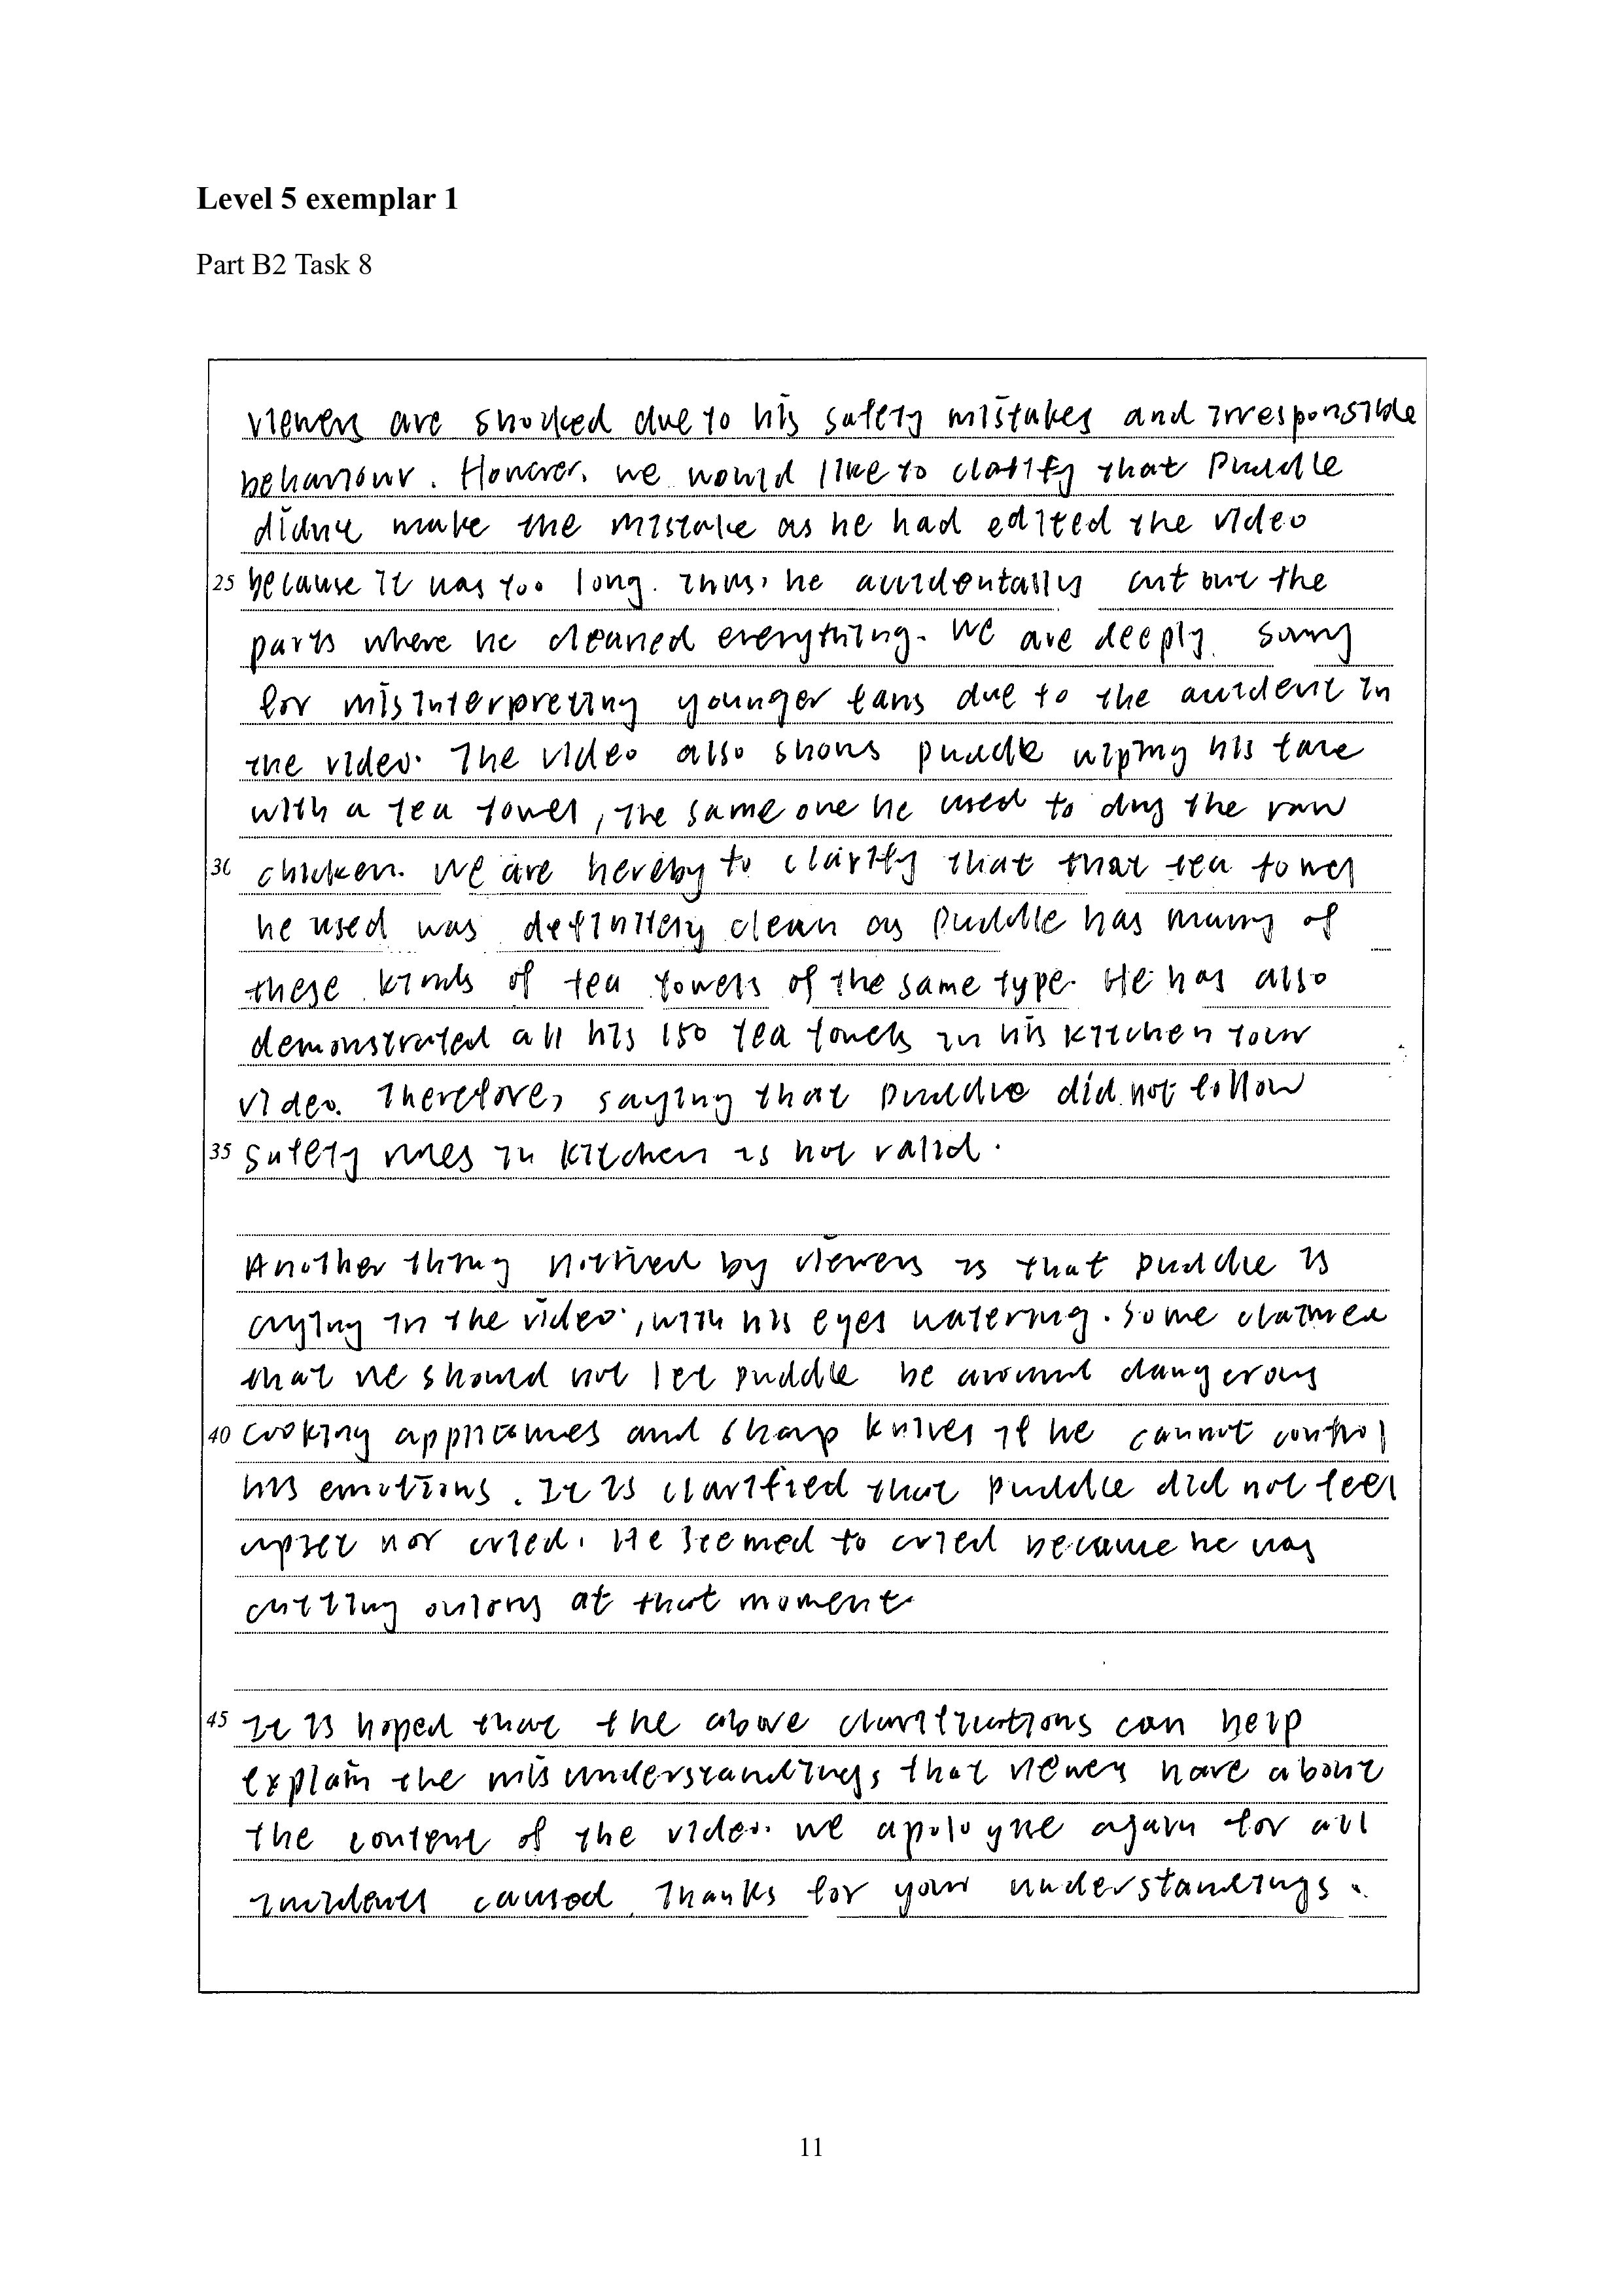 Level 5 exemplar 1
Part B2 Task 8
viewers are shocked due to his safety mistakes and irresponsible
behaviour. However, we would like to clarify that Puddle
didn't make the mistake as he had edited the video
25 because it was too long. Thus, he accidentally cut out the
parts where he cleaned everything. We are deeply sorry
for misinterpreting younger fans due to the accident in
the video. The video also shows puddle wiping his face
with a tea towel, the same one he used to dry the raw
30 chicken. We are hereby to clarify that that tea towel
he used was definitely clean as Puddle has many of
these kinds of tea towels of the same type. He has also
demonstrated all his 150 tea towels in his kitchen tour
video. Therefore, saying that puddle did not follow
35 safety rules in kitchen is not valid.
Another thing noticed by viewers is that puddle is
crying in the video, with his eyes watering. Some claimed
that we should not let puddle be around dangerous
40 cooking appliances and sharp knives if he cannot control
his emotions. It is clarified that puddle did not feel
upset nor cried. He seemed to cried because he was
cutting onions at that moment.
45 It is hoped that the above clarifications can help
explain the misunderstandings that viewers have about
the content of the video. We apologize again for all
incidents caused. Thanks for your understandings.
11